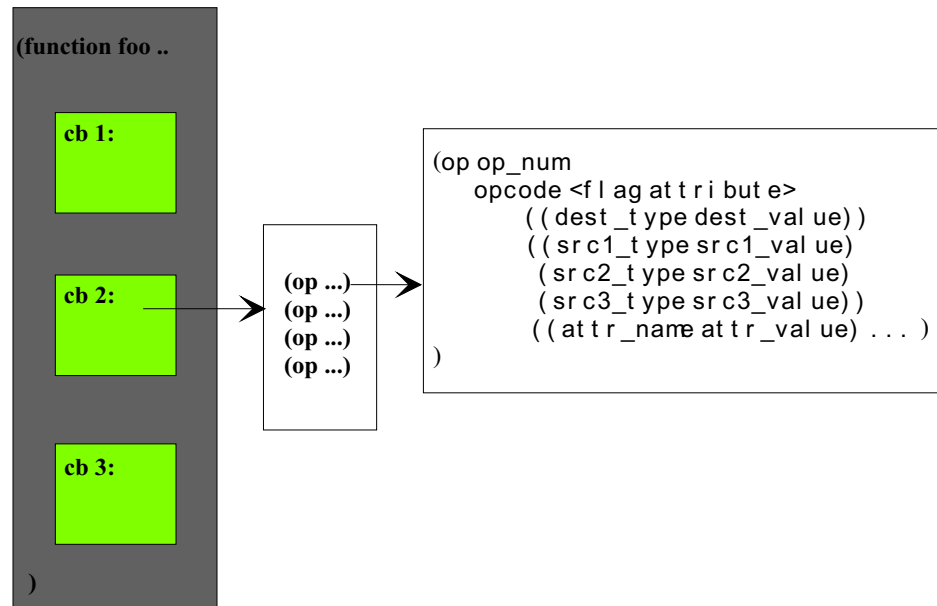 (function foo ..
cb 1:
cb 2:
cb 3:
)
(op ...)
(op ...)
(op ...)
(op ...)
(op op_num
opcode <flag attribute>
((dest_type dest_value))
((src1_type src1_value)
(src2_type src2_value)
(src3_type src3_value))
((attr_name attr_value) ... )
)